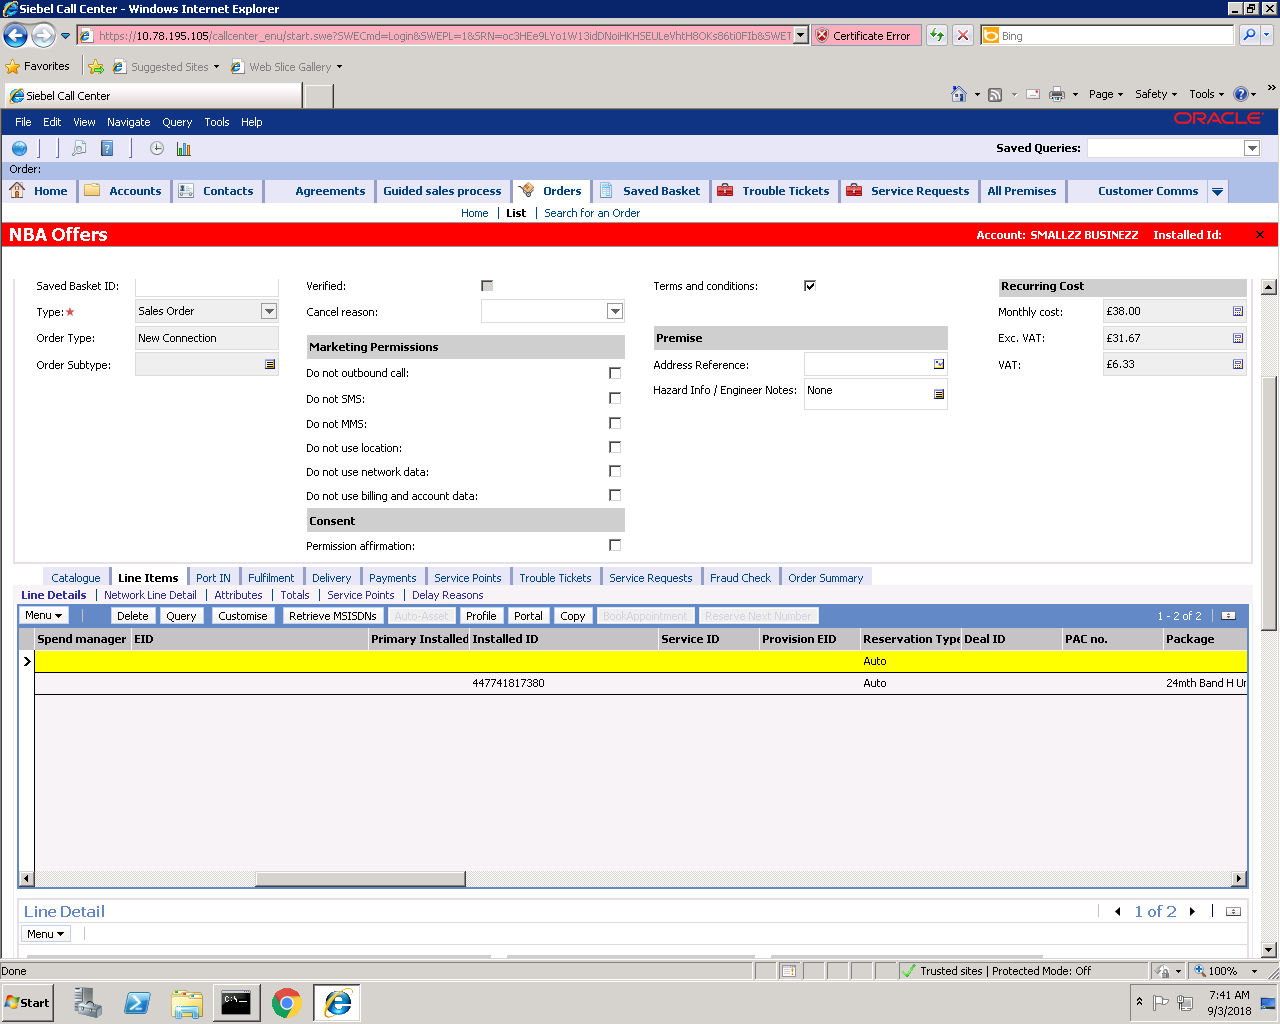 Siebel Call Center - Windows Internet Explorer
https://10.78.195.105/callcenter_enu/start.swe?SWECmd=Login&SWEPL=1&SRN=
Certificate Error
Bing
Favorites
Suggested Sites
Web Slice Gallery
Siebel Call Center
Page
Safety
Tools
File Edit View Navigate Query Tools Help
ORACLE
Saved Queries:
Order:
Home Accounts Contacts Agreements Guided sales process Orders Saved Basket Trouble Tickets Service Requests All Premises Customer Comms
Home List Search for an Order
NBA Offers Account: SMALLZZ BUSINEZZ Installed Id:
Saved Basket ID: Verified: Terms and conditions: Recurring Cost
Type: Sales Order Cancel reason: Monthly cost: £38.00
Order Type: New Connection Premise Exc. VAT: £31.67
Marketing Permissions
Order Subtype: Address Reference: VAT: £6.33
Do not outbound call:
Hazard Info / Engineer Notes: None
Do not SMS:
Do not MMS:
Do not use location:
Do not use network data:
Do not use billing and account data:
Consent
Permission affirmation:
Catalogue Line Items Port IN Fulfilment Delivery Payments Service Points Trouble Tickets Service Requests Fraud Check Order Summary
Line Details Network Line Detail Attributes Totals Service Points Delay Reasons
Menu Delete Query Customise Retrieve MSISDNs Auto-Asset Profile Portal Copy BookAppointment Reserve Next Number 1 - 2 of 2
Spend manager EID Primary Installed Installed ID Service ID Provision EID Reservation Type Deal ID PAC no. Package
Auto
447741817380 Auto 24mth Band H Ur
Line Detail 1 of 2
Menu
Done Trusted sites | Protected Mode: Off 100%
Start 7:41 AM
9/3/2018